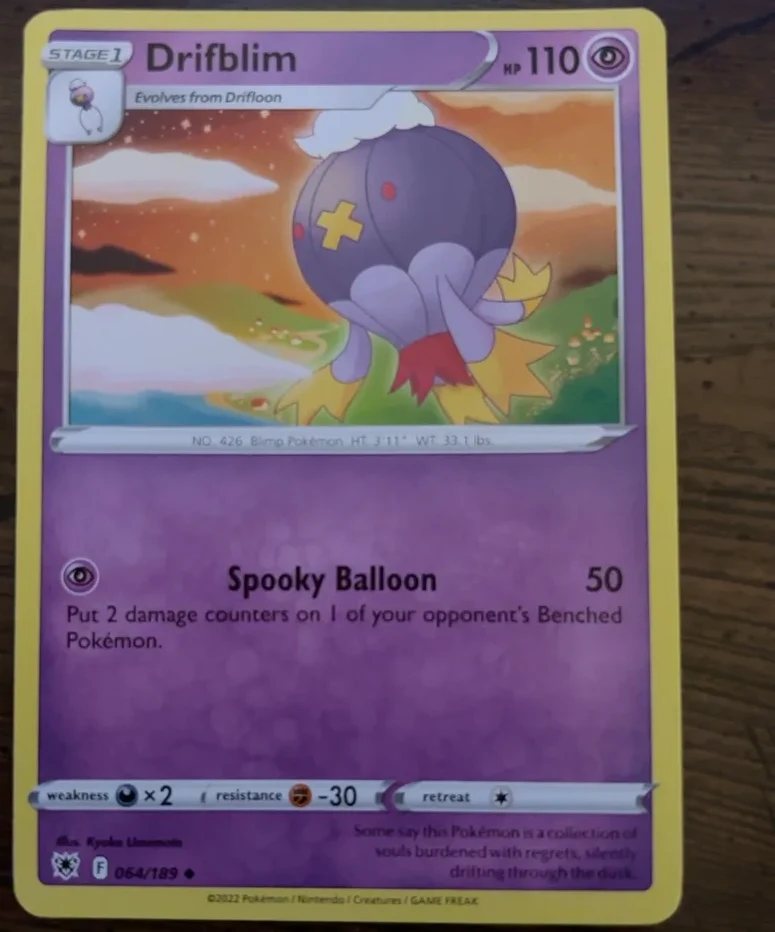 STAGE 1 Drifblim HP 110
Evolves from Drifloon
NO. 426 Blimp Pokémon HT. 3'11" WT. 33.1 lbs.
Spooky Balloon 50
Put 2 damage counters on 1 of your opponent's Benched
Pokémon.
weakness ×2 resistance -30 retreat
Illus. Kyoko Umemoto
Some say this Pokémon is a collection of
souls burdened with regrets, silently
drifting through the dusk.
F 064/189
©2022 Pokémon / Nintendo / Creatures / GAME FREAK